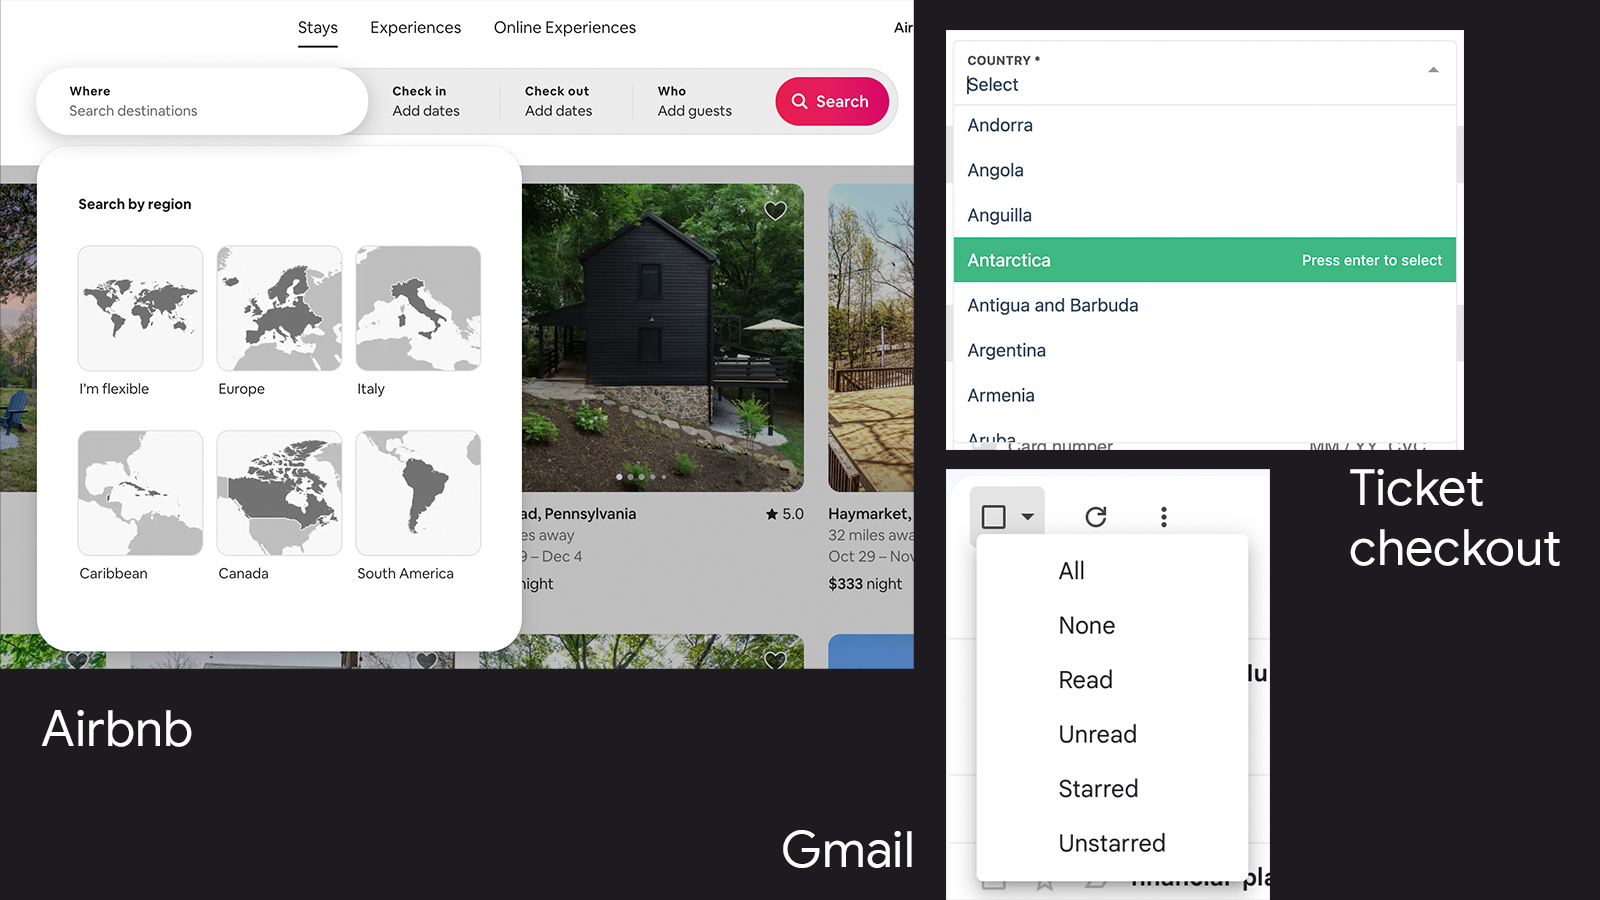 Stays
Experiences
Online Experiences
Air
Where
Search destinations
Check in
Add dates
Check out
Add dates
Who
Add guests
Search
Search by region
I'm flexible
Europe
Italy
Caribbean
Canada
South America
ad, Pennsylvania
5.0
es away
9 – Dec 4
night
Haymarket,
32 miles away
Oct 29 – Nov
$333 night
Airbnb
COUNTRY *
Select
Andorra
Angola
Anguilla
Antarctica
Press enter to select
Antigua and Barbuda
Argentina
Armenia
Aruba
Card number
MM / YY CVC
Ticket
checkout
All
None
Read
Unread
Starred
Unstarred
lu
financial pla
Gmail